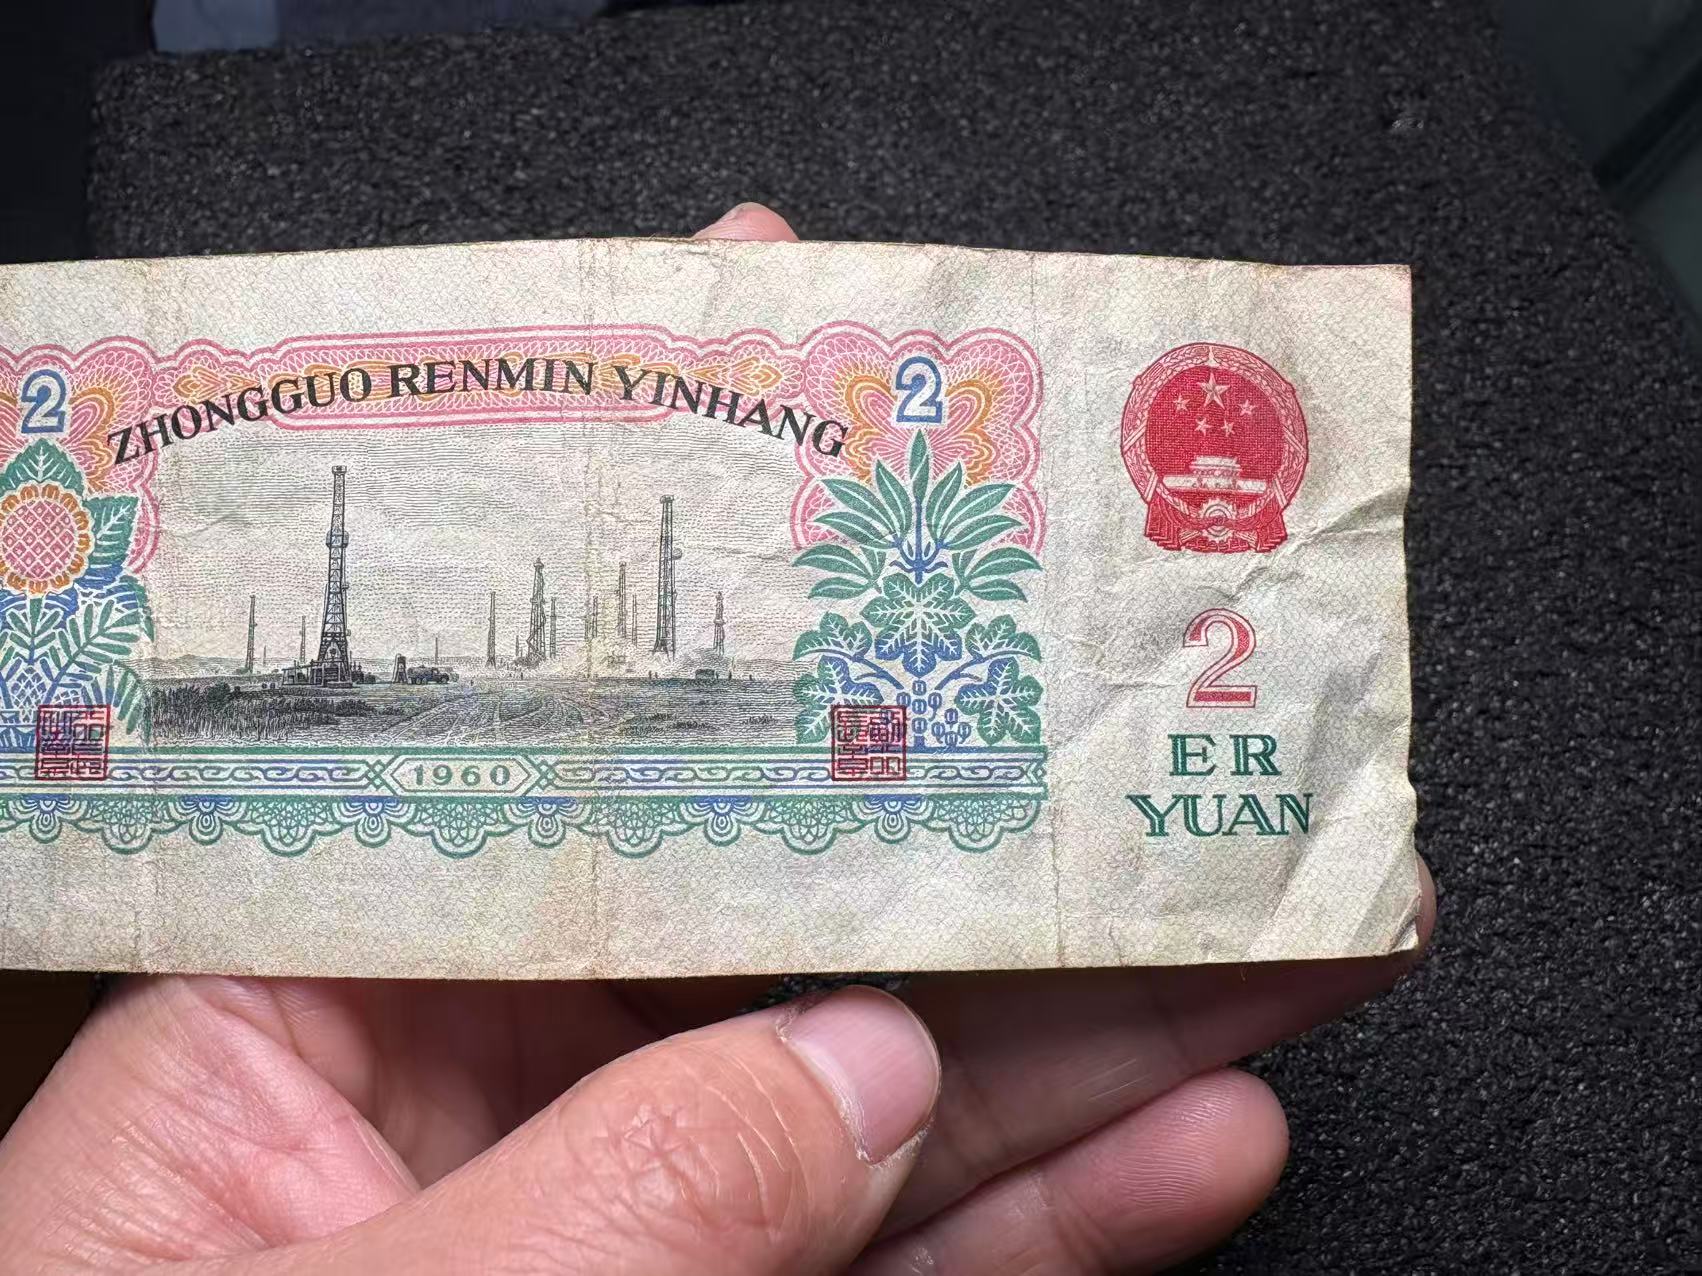 2
2
ZHONGGUO RENMIN YINHANG
2
ER
YUAN
1960